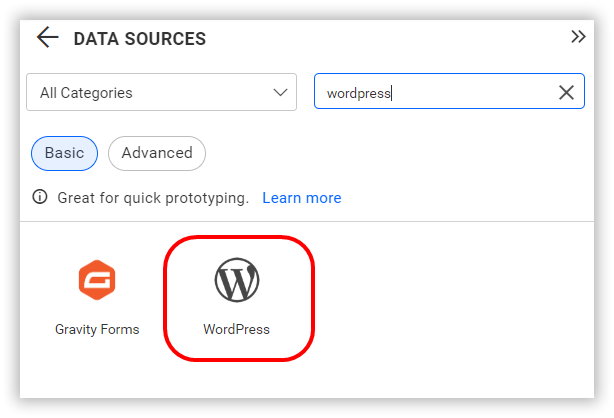 DATA SOURCES
All Categories
wordpress
Basic
Advanced
Great for quick prototyping. Learn more
Gravity Forms
WordPress